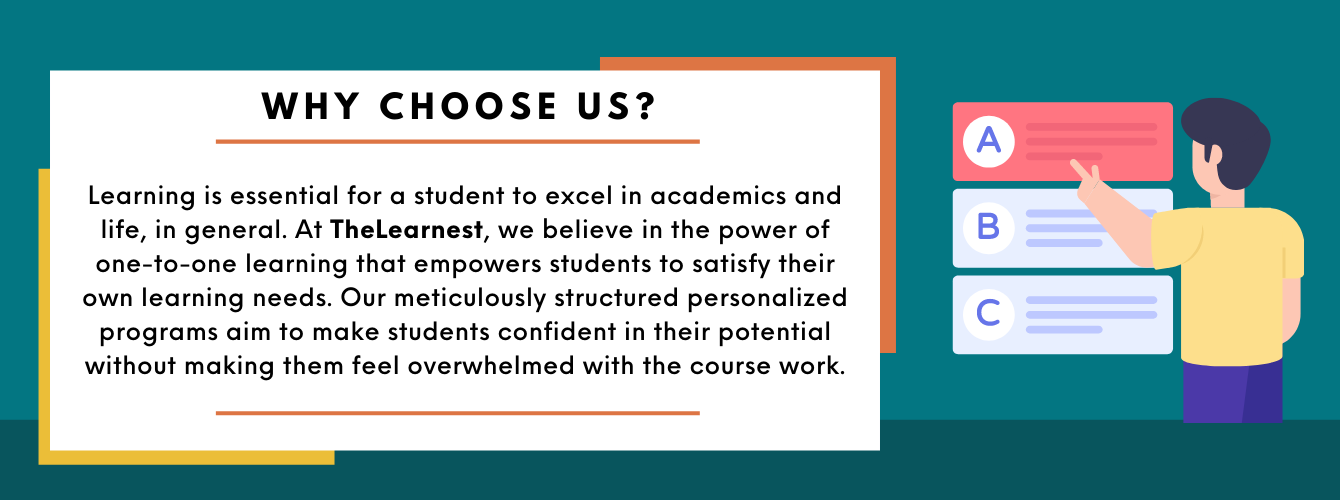 WHY CHOOSE US?
Learning is essential for a student to excel in academics and
life, in general. At TheLearnest, we believe in the power of
one-to-one learning that empowers students to satisfy their
own learning needs. Our meticulously structured personalized
programs aim to make students confident in their potential
without making them feel overwhelmed with the course work.
A
B
C